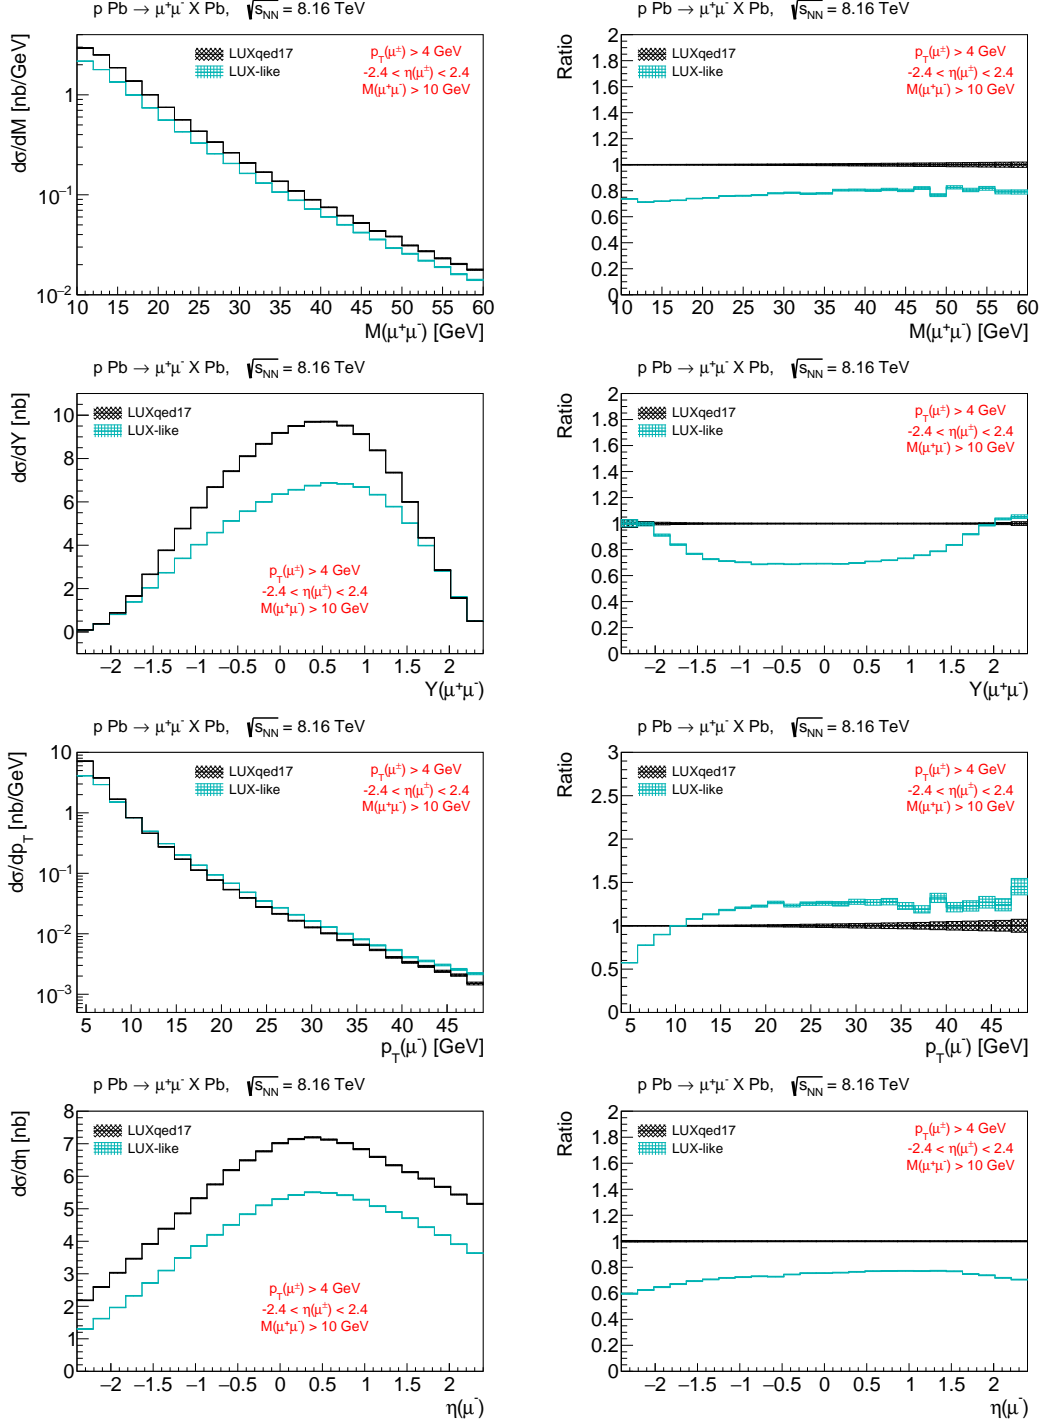 p Pb → μ⁺μ⁻ X Pb, √s_NN = 8.16 TeV
dσ/dM [nb/GeV]
LUXqed17
LUX-like
p_T(μ^±) > 4 GeV
-2.4 < η(μ^±) < 2.4
M(μ⁺μ⁻) > 10 GeV
1
10⁻¹
10⁻²
10 15 20 25 30 35 40 45 50 55 60
M(μ⁺μ⁻) [GeV]
p Pb → μ⁺μ⁻ X Pb, √s_NN = 8.16 TeV
Ratio
LUXqed17
LUX-like
p_T(μ^±) > 4 GeV
-2.4 < η(μ^±) < 2.4
M(μ⁺μ⁻) > 10 GeV
2
1.8
1.6
1.4
1.2
1
0.8
0.6
0.4
0.2
0
10 15 20 25 30 35 40 45 50 55 60
M(μ⁺μ⁻) [GeV]
p Pb → μ⁺μ⁻ X Pb, √s_NN = 8.16 TeV
dσ/dY [nb]
LUXqed17
LUX-like
10
8
6
4
2
0
p_T(μ^±) > 4 GeV
-2.4 < η(μ^±) < 2.4
M(μ⁺μ⁻) > 10 GeV
−2 −1.5 −1 −0.5 0 0.5 1 1.5 2
Y(μ⁺μ⁻)
p Pb → μ⁺μ⁻ X Pb, √s_NN = 8.16 TeV
Ratio
LUXqed17
LUX-like
p_T(μ^±) > 4 GeV
-2.4 < η(μ^±) < 2.4
M(μ⁺μ⁻) > 10 GeV
2
1.8
1.6
1.4
1.2
1
0.8
0.6
0.4
0.2
0
−2 −1.5 −1 −0.5 0 0.5 1 1.5 2
Y(μ⁺μ⁻)
p Pb → μ⁺μ⁻ X Pb, √s_NN = 8.16 TeV
dσ/dp_T [nb/GeV]
LUXqed17
LUX-like
p_T(μ^±) > 4 GeV
-2.4 < η(μ^±) < 2.4
M(μ⁺μ⁻) > 10 GeV
10
1
10⁻¹
10⁻²
10⁻³
5 10 15 20 25 30 35 40 45
p_T(μ⁻) [GeV]
p Pb → μ⁺μ⁻ X Pb, √s_NN = 8.16 TeV
Ratio
LUXqed17
LUX-like
p_T(μ^±) > 4 GeV
-2.4 < η(μ^±) < 2.4
M(μ⁺μ⁻) > 10 GeV
3
2.5
2
1.5
1
0.5
0
5 10 15 20 25 30 35 40 45
p_T(μ⁻) [GeV]
p Pb → μ⁺μ⁻ X Pb, √s_NN = 8.16 TeV
dσ/dη [nb]
LUXqed17
LUX-like
8
7
6
5
4
3
2
1
0
p_T(μ^±) > 4 GeV
-2.4 < η(μ^±) < 2.4
M(μ⁺μ⁻) > 10 GeV
−2 −1.5 −1 −0.5 0 0.5 1 1.5 2
η(μ⁻)
p Pb → μ⁺μ⁻ X Pb, √s_NN = 8.16 TeV
Ratio
LUXqed17
LUX-like
p_T(μ^±) > 4 GeV
-2.4 < η(μ^±) < 2.4
M(μ⁺μ⁻) > 10 GeV
2
1.8
1.6
1.4
1.2
1
0.8
0.6
0.4
0.2
0
−2 −1.5 −1 −0.5 0 0.5 1 1.5 2
η(μ⁻)